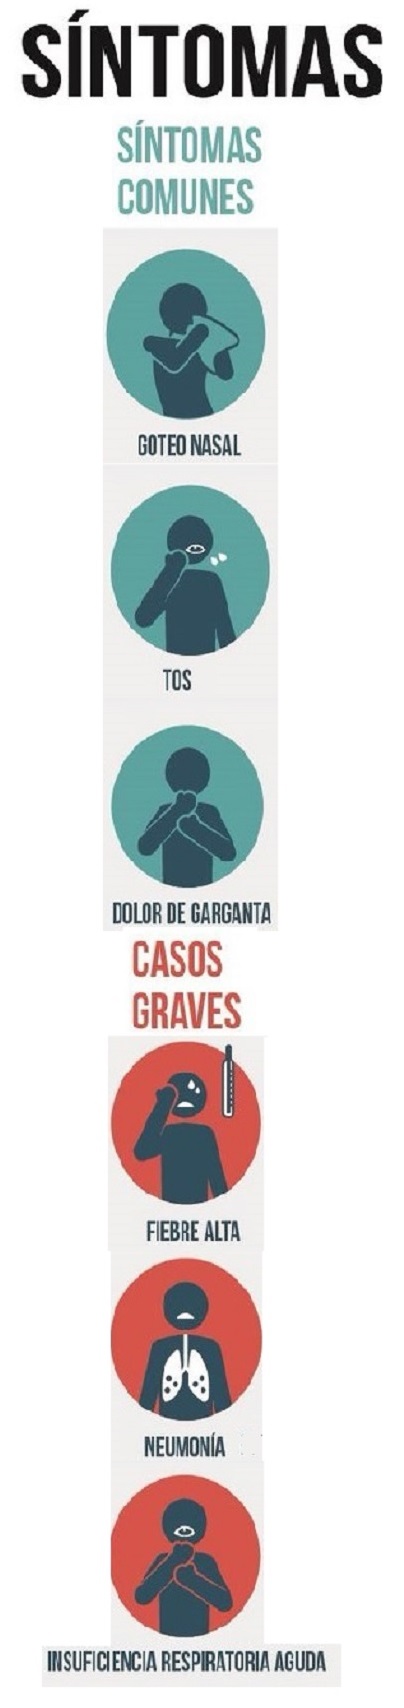 SÍNTOMAS
SÍNTOMAS
COMUNES
GOTEO NASAL
TOS
DOLOR DE GARGANTA
CASOS
GRAVES
FIEBRE ALTA
NEUMONÍA
INSUFICIENCIA RESPIRATORIA AGUDA